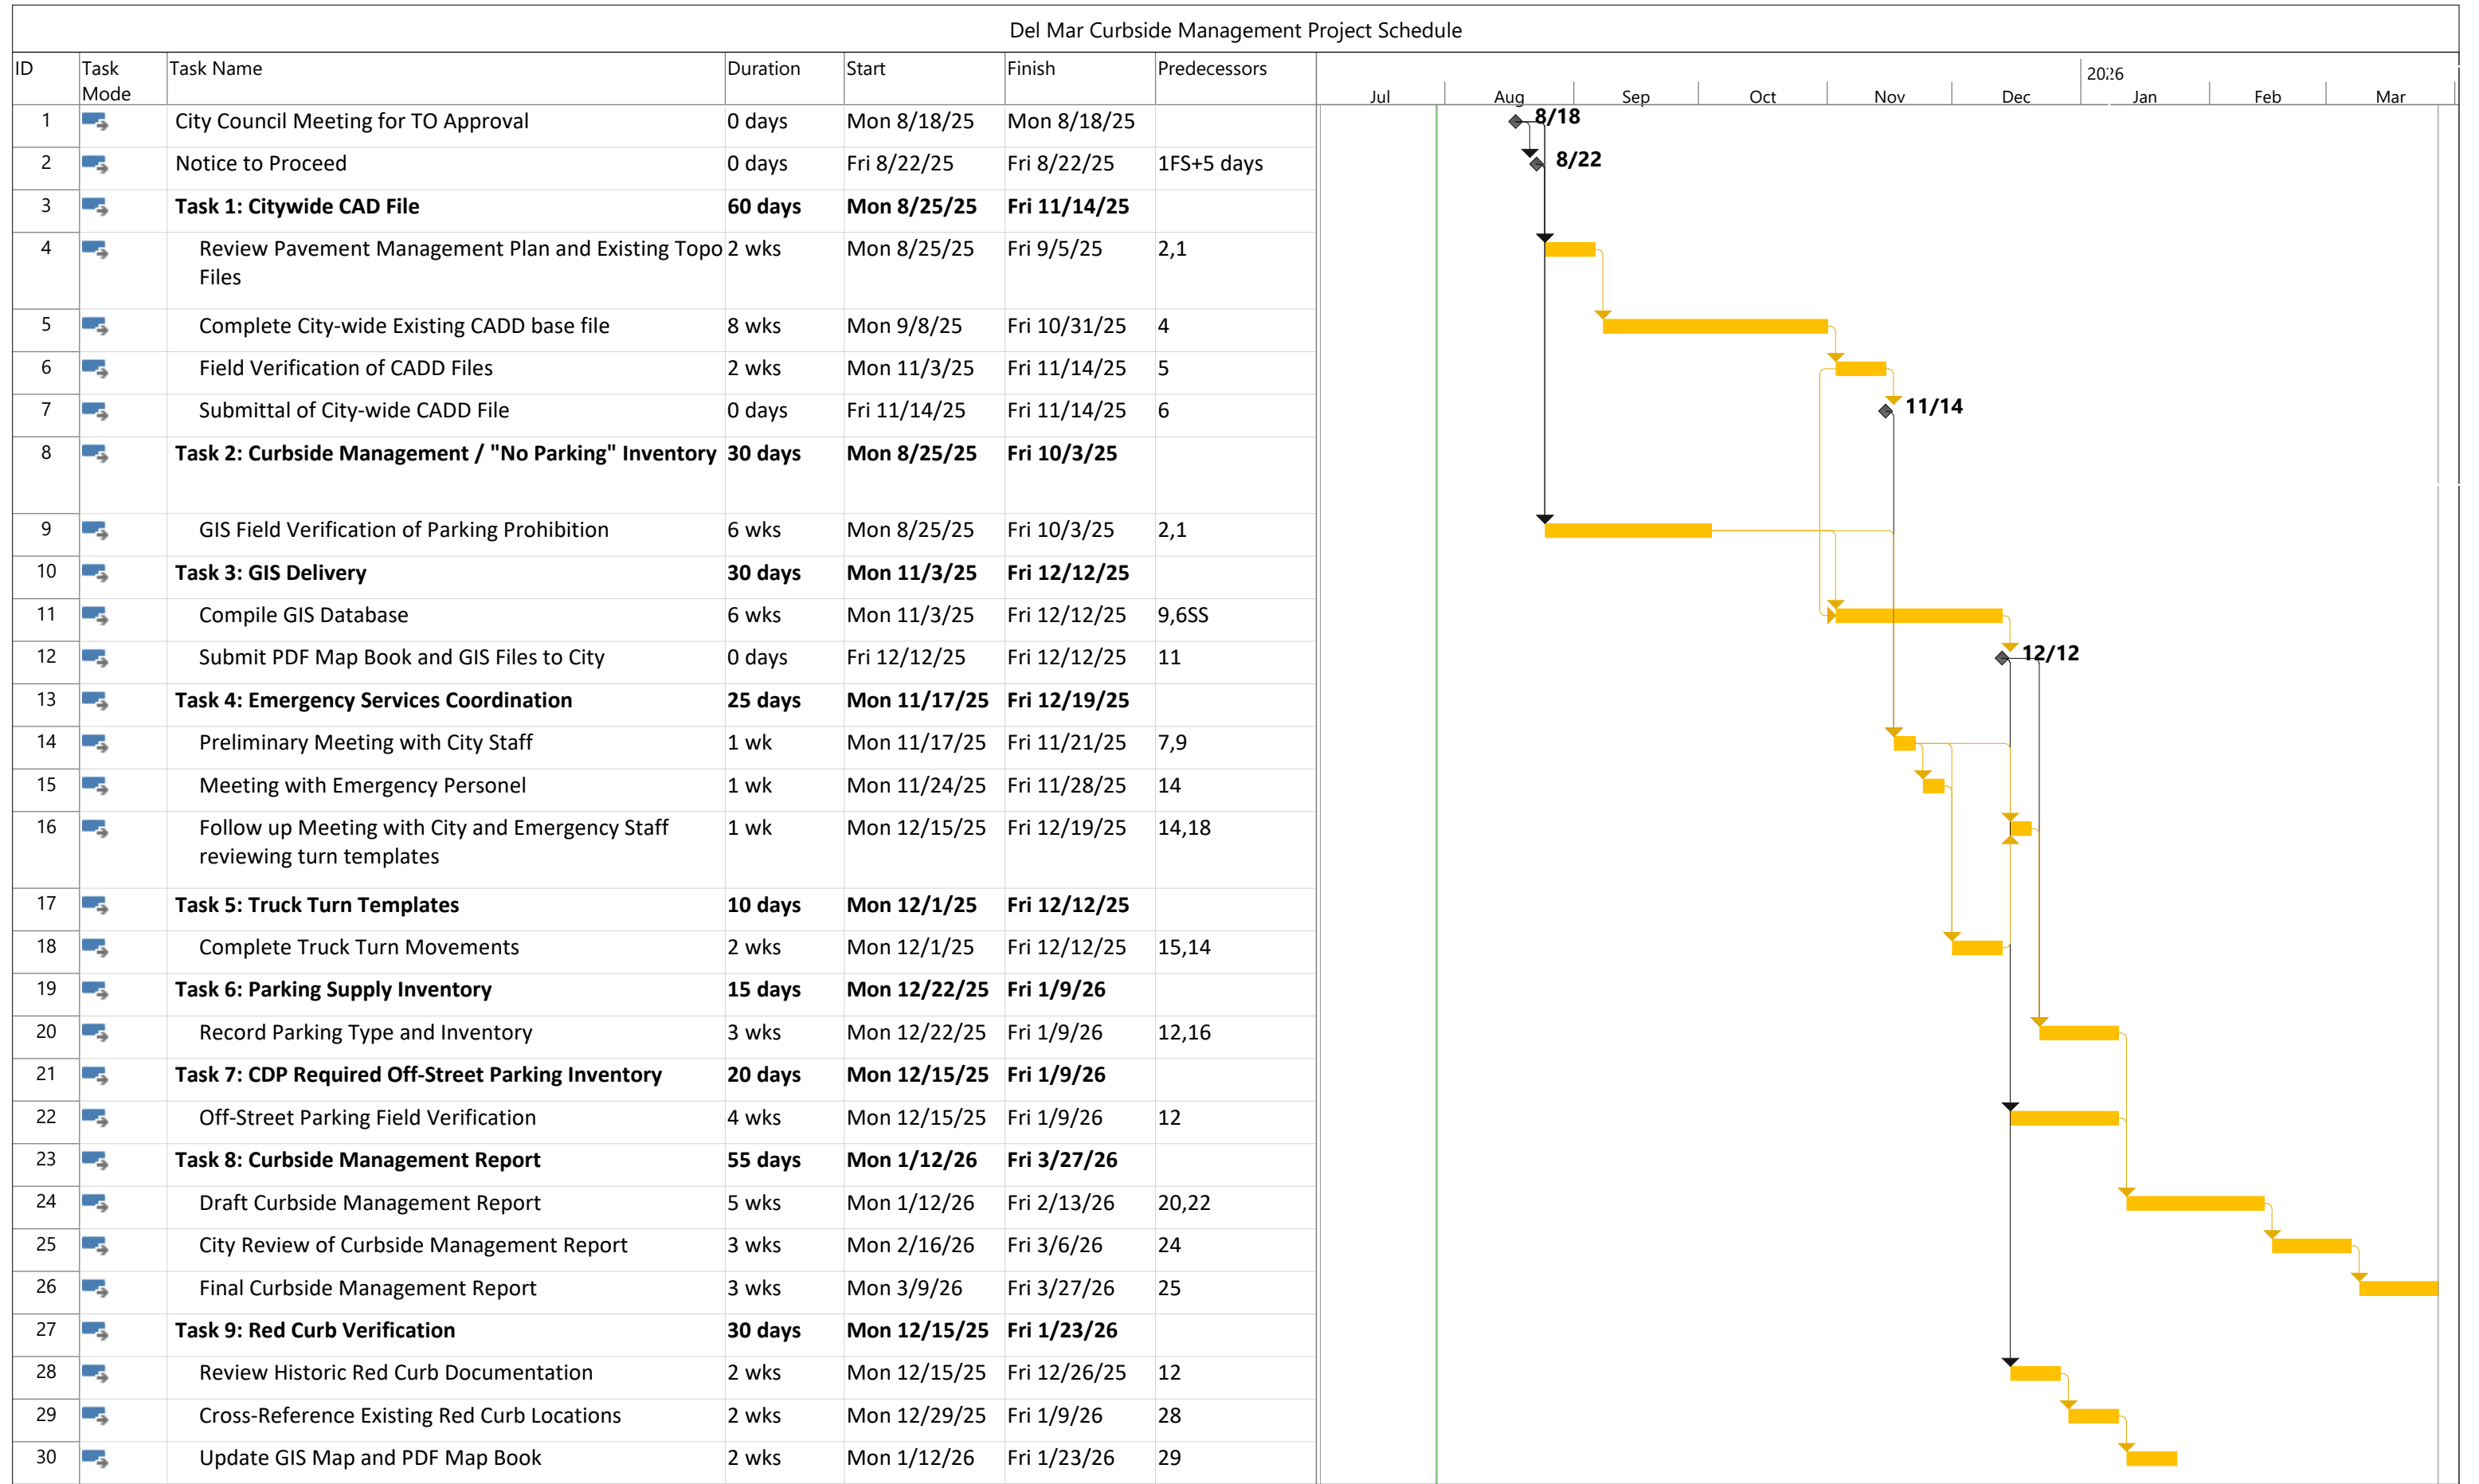 Del Mar Curbside Management Project Schedule
ID Task Mode Task Name Duration Start Finish Predecessors
2026
Jul Aug Sep Oct Nov Dec Jan Feb Mar
1 City Council Meeting for TO Approval 0 days Mon 8/18/25 Mon 8/18/25 8/18
2 Notice to Proceed 0 days Fri 8/22/25 Fri 8/22/25 1FS+5 days 8/22
3 Task 1: Citywide CAD File 60 days Mon 8/25/25 Fri 11/14/25
4 Review Pavement Management Plan and Existing Topo 2 wks Mon 8/25/25 Fri 9/5/25 2,1
Files
5 Complete City-wide Existing CADD base file 8 wks Mon 9/8/25 Fri 10/31/25 4
6 Field Verification of CADD Files 2 wks Mon 11/3/25 Fri 11/14/25 5
7 Submittal of City-wide CADD File 0 days Fri 11/14/25 Fri 11/14/25 6 11/14
8 Task 2: Curbside Management / "No Parking" Inventory 30 days Mon 8/25/25 Fri 10/3/25
9 GIS Field Verification of Parking Prohibition 6 wks Mon 8/25/25 Fri 10/3/25 2,1
10 Task 3: GIS Delivery 30 days Mon 11/3/25 Fri 12/12/25
11 Compile GIS Database 6 wks Mon 11/3/25 Fri 12/12/25 9,6SS
12 Submit PDF Map Book and GIS Files to City 0 days Fri 12/12/25 Fri 12/12/25 11 12/12
13 Task 4: Emergency Services Coordination 25 days Mon 11/17/25 Fri 12/19/25
14 Preliminary Meeting with City Staff 1 wk Mon 11/17/25 Fri 11/21/25 7,9
15 Meeting with Emergency Personel 1 wk Mon 11/24/25 Fri 11/28/25 14
16 Follow up Meeting with City and Emergency Staff 1 wk Mon 12/15/25 Fri 12/19/25 14,18
reviewing turn templates
17 Task 5: Truck Turn Templates 10 days Mon 12/1/25 Fri 12/12/25
18 Complete Truck Turn Movements 2 wks Mon 12/1/25 Fri 12/12/25 15,14
19 Task 6: Parking Supply Inventory 15 days Mon 12/22/25 Fri 1/9/26
20 Record Parking Type and Inventory 3 wks Mon 12/22/25 Fri 1/9/26 12,16
21 Task 7: CDP Required Off-Street Parking Inventory 20 days Mon 12/15/25 Fri 1/9/26
22 Off-Street Parking Field Verification 4 wks Mon 12/15/25 Fri 1/9/26 12
23 Task 8: Curbside Management Report 55 days Mon 1/12/26 Fri 3/27/26
24 Draft Curbside Management Report 5 wks Mon 1/12/26 Fri 2/13/26 20,22
25 City Review of Curbside Management Report 3 wks Mon 2/16/26 Fri 3/6/26 24
26 Final Curbside Management Report 3 wks Mon 3/9/26 Fri 3/27/26 25
27 Task 9: Red Curb Verification 30 days Mon 12/15/25 Fri 1/23/26
28 Review Historic Red Curb Documentation 2 wks Mon 12/15/25 Fri 12/26/25 12
29 Cross-Reference Existing Red Curb Locations 2 wks Mon 12/29/25 Fri 1/9/26 28
30 Update GIS Map and PDF Map Book 2 wks Mon 1/12/26 Fri 1/23/26 29